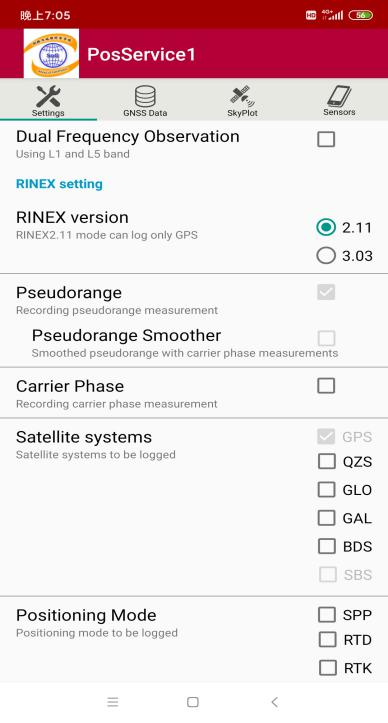 晚上7:05
HD 4G+ 56
PosService1
Settings
GNSS Data
SkyPlot
Sensors
Dual Frequency Observation
Using L1 and L5 band
RINEX setting
RINEX version
RINEX2.11 mode can log only GPS
2.11
3.03
Pseudorange
Recording pseudorange measurement
Pseudorange Smoother
Smoothed pseudorange with carrier phase measurements
Carrier Phase
Recording carrier phase measurement
Satellite systems
Satellite systems to be logged
GPS
QZS
GLO
GAL
BDS
SBS
Positioning Mode
Positioning mode to be logged
SPP
RTD
RTK